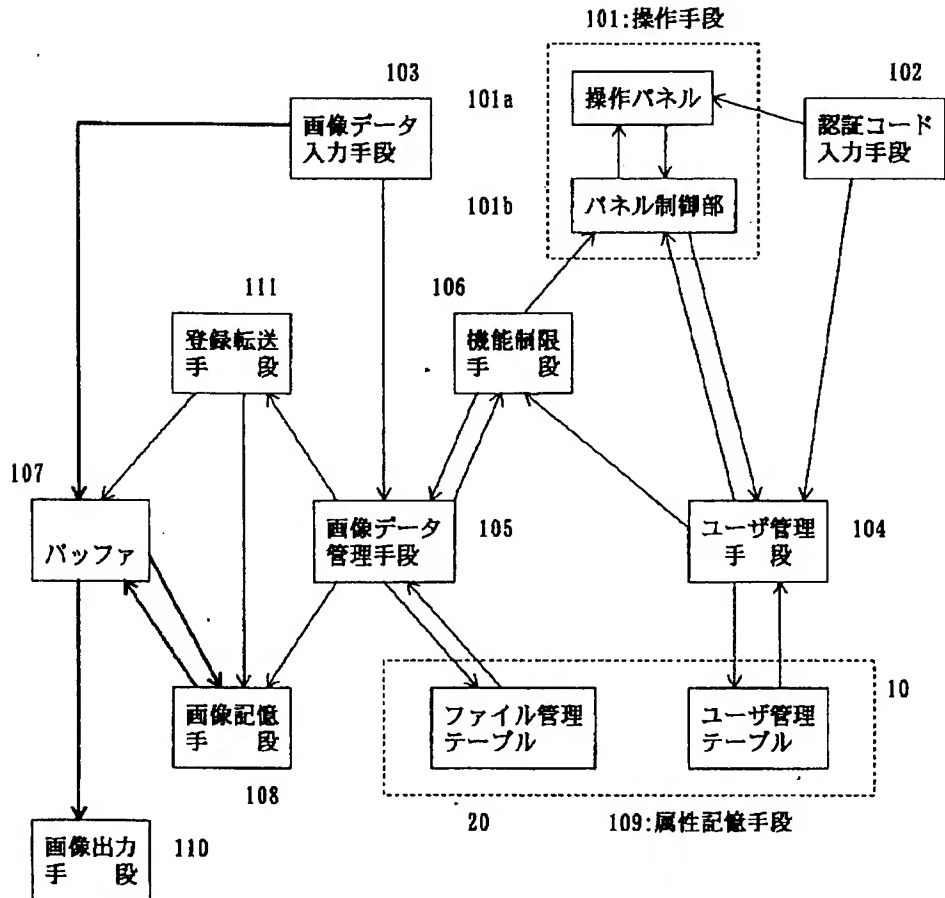 101:操作手段
103
102
101a
操作パネル
画像データ
入力手段
認証コード
入力手段
101b
パネル制御部
111
106
登録転送
手 段
機能制限
手 段
107
バッファ
画像データ
管理手段
105
ユーザ管理
手 段
104
10
画像記憶
手 段
ファイル管理
テーブル
ユーザ管理
テーブル
108
20
109:属性記憶手段
画像出力
手 段
110